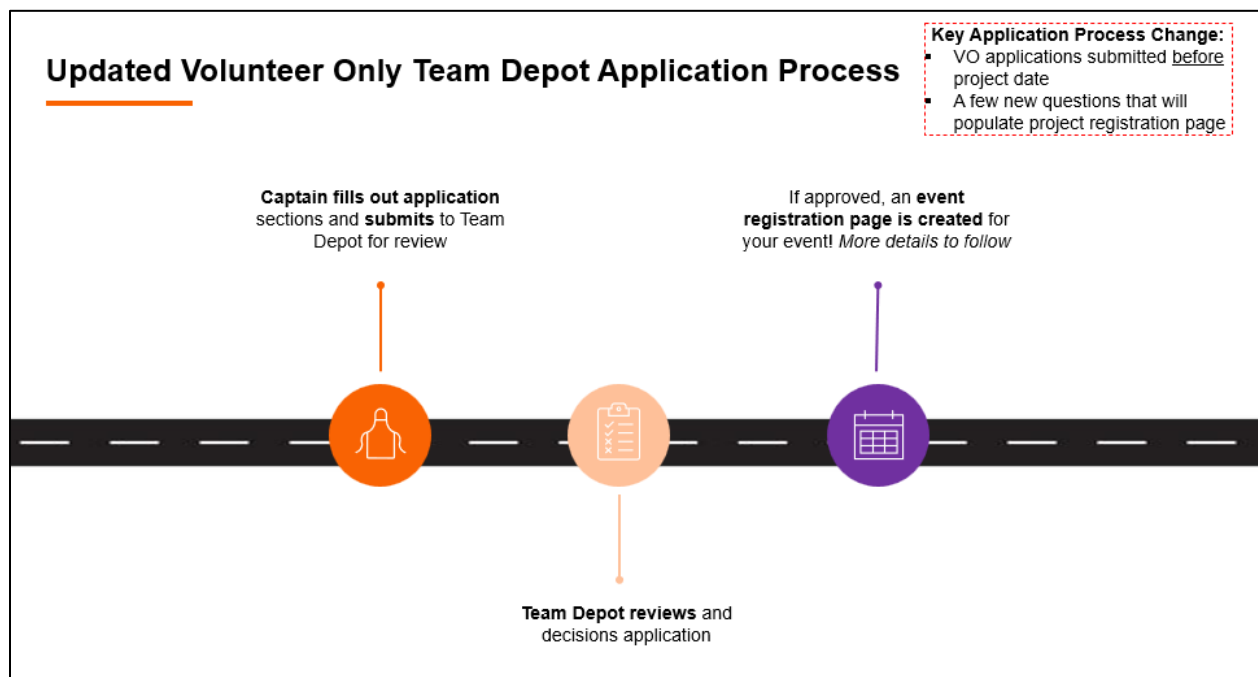 Updated Volunteer Only Team Depot Application Process
Key Application Process Change:
▪ VO applications submitted before
project date
▪ A few new questions that will
populate project registration page
Captain fills out application
sections and submits to Team
Depot for review
If approved, an event
registration page is created for
your event! More details to follow
Team Depot reviews and
decisions application